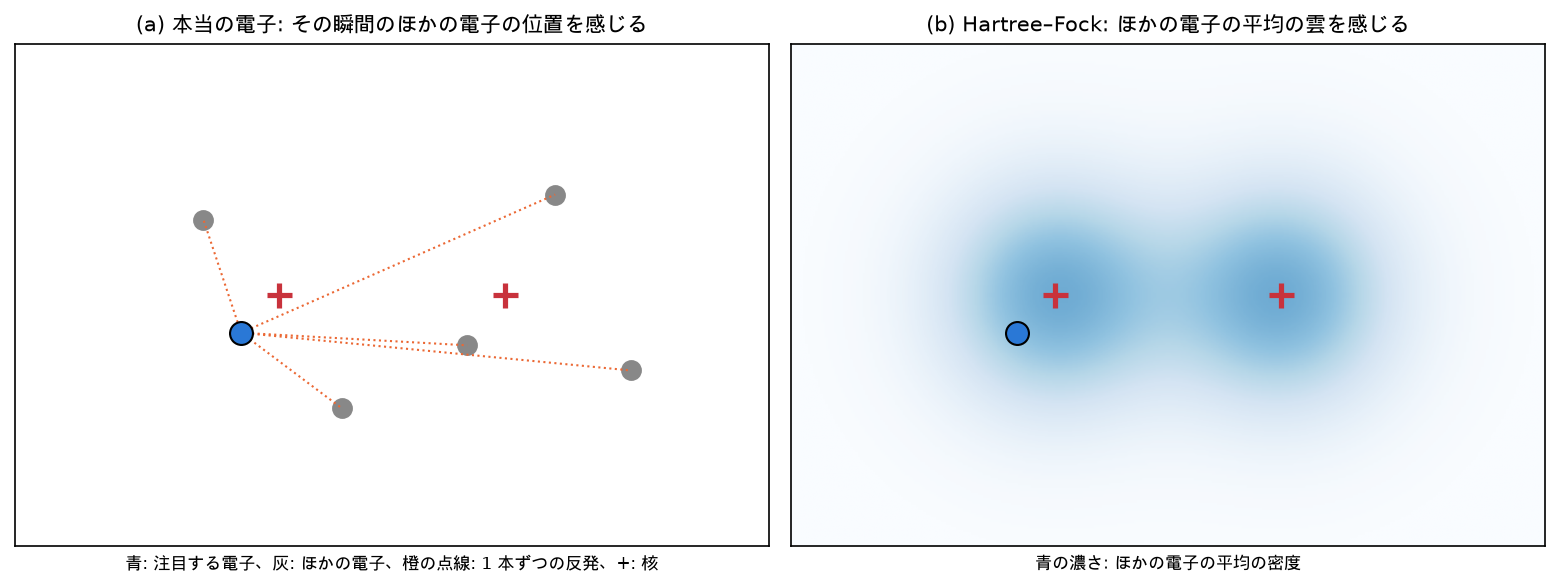 (a) 本当の電子: その瞬間のほかの電子の位置を感じる
(b) Hartree–Fock: ほかの電子の平均の雲を感じる
青: 注目する電子、灰: ほかの電子、橙の点線: 1 本ずつの反発、+: 核
青の濃さ: ほかの電子の平均の密度